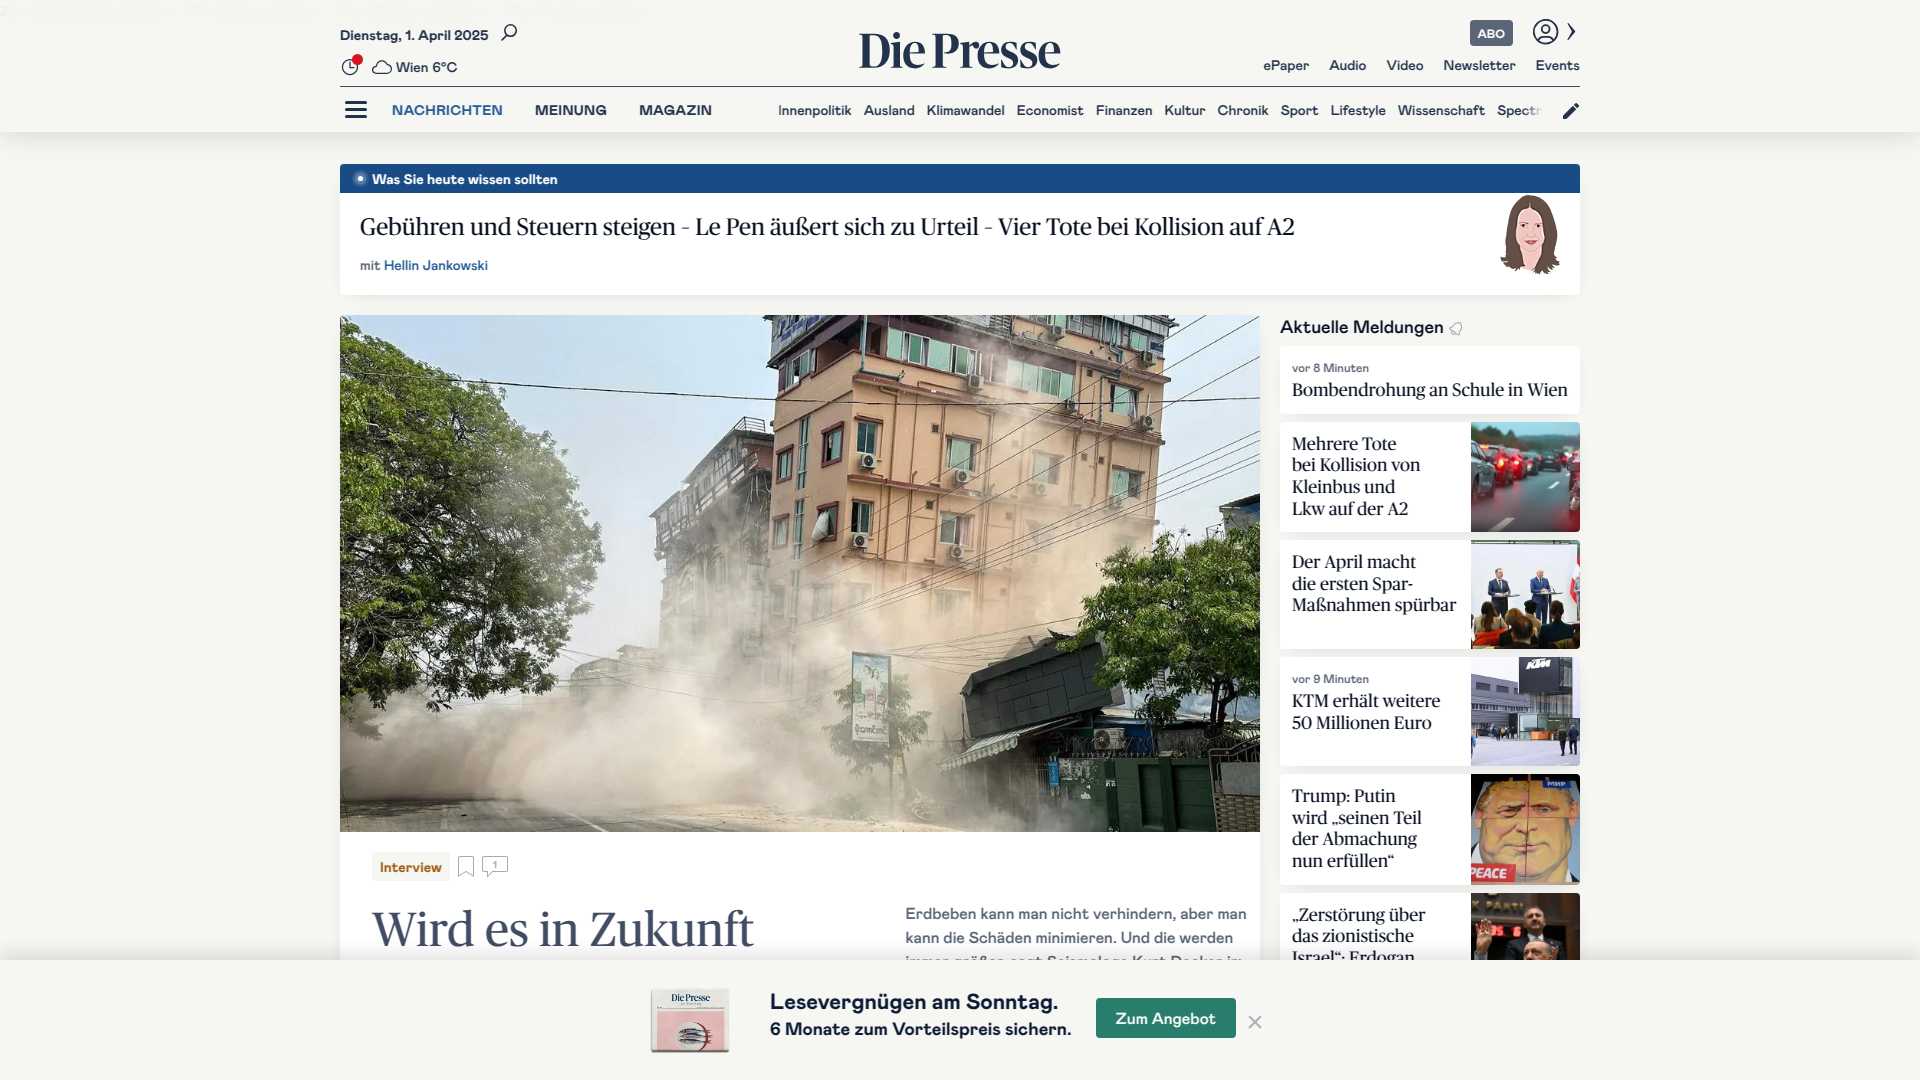 Dienstag, 1. April 2025
Wien 6°C
Die Presse
ABO
ePaper Audio Video Newsletter Events
NACHRICHTEN MEINUNG MAGAZIN
Innenpolitik Ausland Klimawandel Economist Finanzen Kultur Chronik Sport Lifestyle Wissenschaft Spectr
Was Sie heute wissen sollten
Gebühren und Steuern steigen – Le Pen äußert sich zu Urteil – Vier Tote bei Kollision auf A2
mit Hellin Jankowski
Interview
1
Wird es in Zukunft
Erdbeben kann man nicht verhindern, aber man
kann die Schäden minimieren. Und die werden
Aktuelle Meldungen
vor 8 Minuten
Bombendrohung an Schule in Wien
Mehrere Tote
bei Kollision von
Kleinbus und
Lkw auf der A2
Der April macht
die ersten Spar-
Maßnahmen spürbar
vor 9 Minuten
KTM erhält weitere
50 Millionen Euro
KTM
Trump: Putin
wird „seinen Teil
der Abmachung
nun erfüllen“
PEACE
„Zerstörung über
das zionistische
Israel“: Erdogan
PARTİ
Die Presse
Lesevergnügen am Sonntag.
6 Monate zum Vorteilspreis sichern.
Zum Angebot